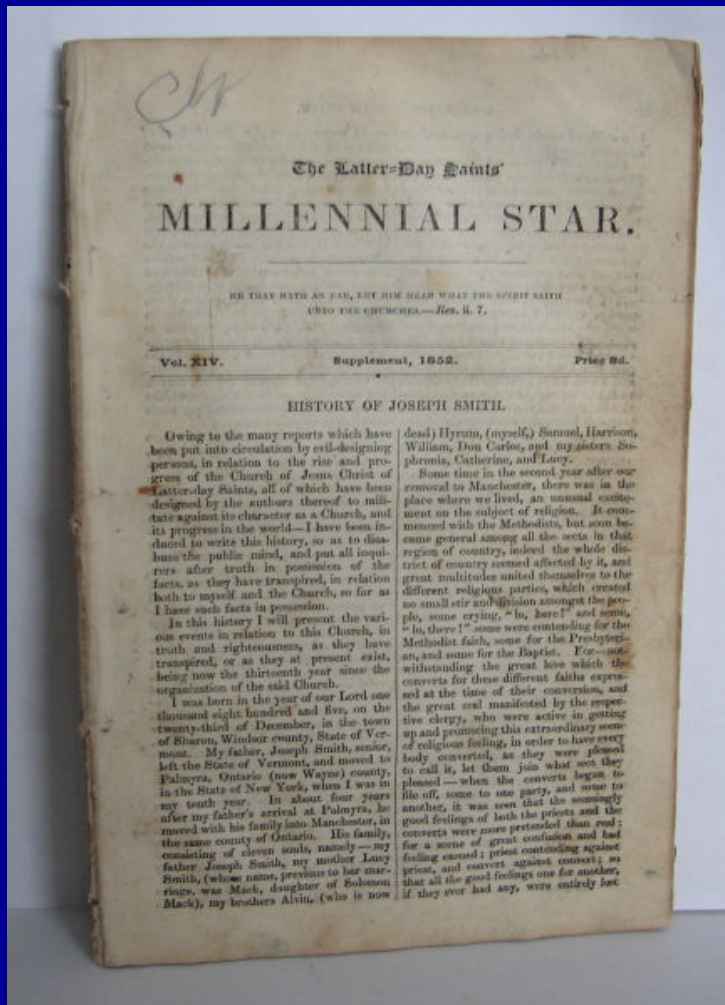 The Latter-Day Saints'
MILLENNIAL STAR.
HE THAT HATH AN EAR, LET HIM HEAR WHAT THE SPIRIT SAITH
UNTO THE CHURCHES.—Rev. ii. 7.
Vol. XIV.    Supplement, 1852.    Price 8d.
HISTORY OF JOSEPH SMITH.
Owing to the many reports which have
been put into circulation by evil-designing
persons, in relation to the rise and pro-
gress of the Church of Jesus Christ of
Latter-day Saints, all of which have been
designed by the authors thereof to mili-
tate against its character as a Church, and
its progress in the world—I have been in-
duced to write this history, so as to disa-
buse the public mind, and put all inqui-
rers after truth in possession of the
facts, as they have transpired, in relation
both to myself and the Church, so far as
I have such facts in possession.
In this history I will present the vari-
ous events in relation to this Church, in
truth and righteousness, as they have
transpired, or as they at present exist,
being now the thirteenth year since the
organization of the said Church.
I was born in the year of our Lord one
thousand eight hundred and five, on the
twenty-third of December, in the town
of Sharon, Windsor county, State of Ver-
mont. My father, Joseph Smith, senior,
left the State of Vermont, and moved to
Palmyra, Ontario (now Wayne) county,
in the State of New York, when I was in
my tenth year. In about four years
after my father's arrival at Palmyra, he
moved with his family into Manchester, in
the same county of Ontario. His family,
consisting of eleven souls, namely—my
father Joseph Smith, my mother Lucy
Smith, (whose name, previous to her mar-
riage, was Mack, daughter of Solomon
Mack), my brothers Alvin, (who is now
dead) Hyrum, (myself,) Samuel, Harrison,
William, Don Carlos, and my sisters So-
phronia, Catherine, and Lucy.
Some time in the second year after our
removal to Manchester, there was in the
place where we lived, an unusual excite-
ment on the subject of religion. It com-
menced with the Methodists, but soon be-
came general among all the sects in that
region of country, indeed the whole dis-
trict of country seemed affected by it, and
great multitudes united themselves to the
different religious parties, which created
no small stir and division amongst the peo-
ple, some crying, "lo, here!" and some,
"lo, there!" some were contending for the
Methodist faith, some for the Presbyteri-
an, and some for the Baptist. For—not-
withstanding the great love which the
converts for these different faiths expres-
sed at the time of their conversion, and
the great zeal manifested by the respec-
tive clergy, who were active in getting
up and promoting this extraordinary scene
of religious feeling, in order to have every
body converted, as they were pleased
to call it, let them join what sect they
pleased—when the converts began to
file off, some to one party, and some to
another, it was seen that the seemingly
good feelings of both the priests and the
converts were more pretended than real;
for a scene of great confusion and bad
feeling ensued; priest contending against
priest, and convert against convert; so
that all the good feelings one for another,
if they ever had any, were entirely lost